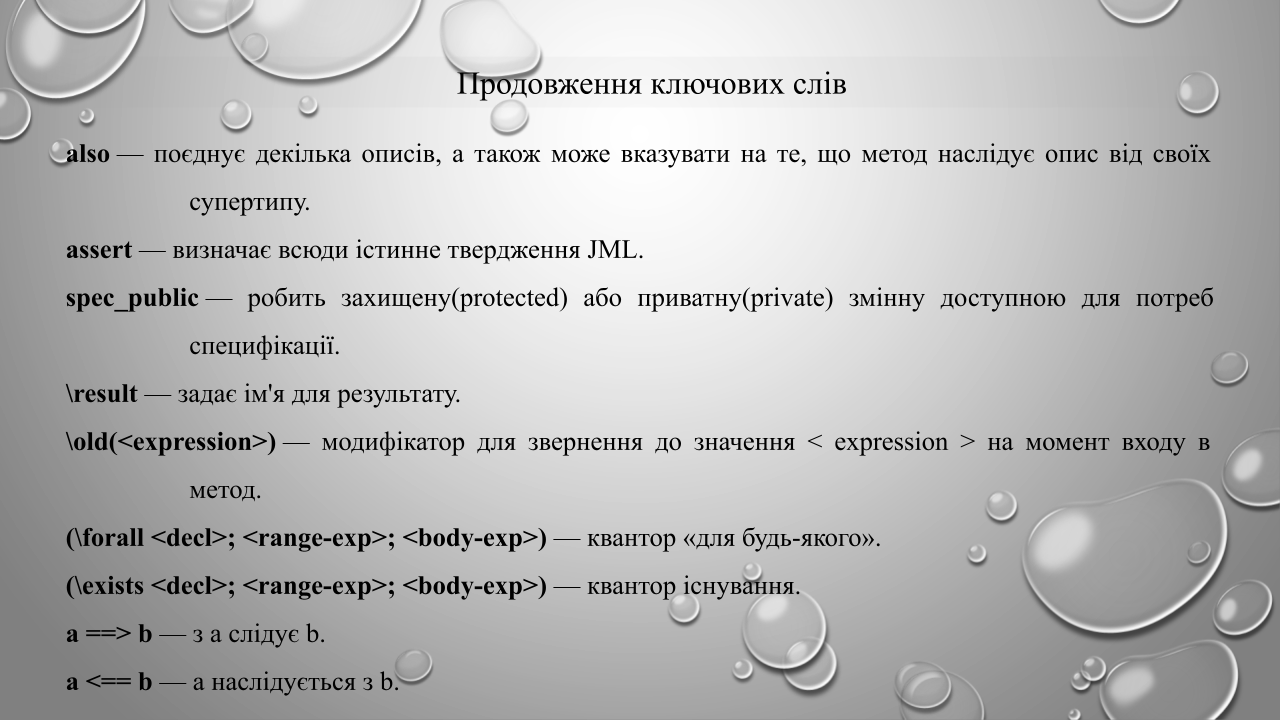 Продовження ключових слів
also — поєднує декілька описів, а також може вказувати на те, що метод наслідує опис від своїх
супертипу.
assert — визначає всюди істинне твердження JML.
spec_public — робить захищену(protected) або приватну(private) змінну доступною для потреб
специфікації.
\result — задає ім'я для результату.
\old(<expression>) — модифікатор для звернення до значення < expression > на момент входу в
метод.
(\forall <decl>; <range-exp>; <body-exp>) — квантор «для будь-якого».
(\exists <decl>; <range-exp>; <body-exp>) — квантор існування.
a ==> b — з a слідує b.
a <== b — a наслідується з b.